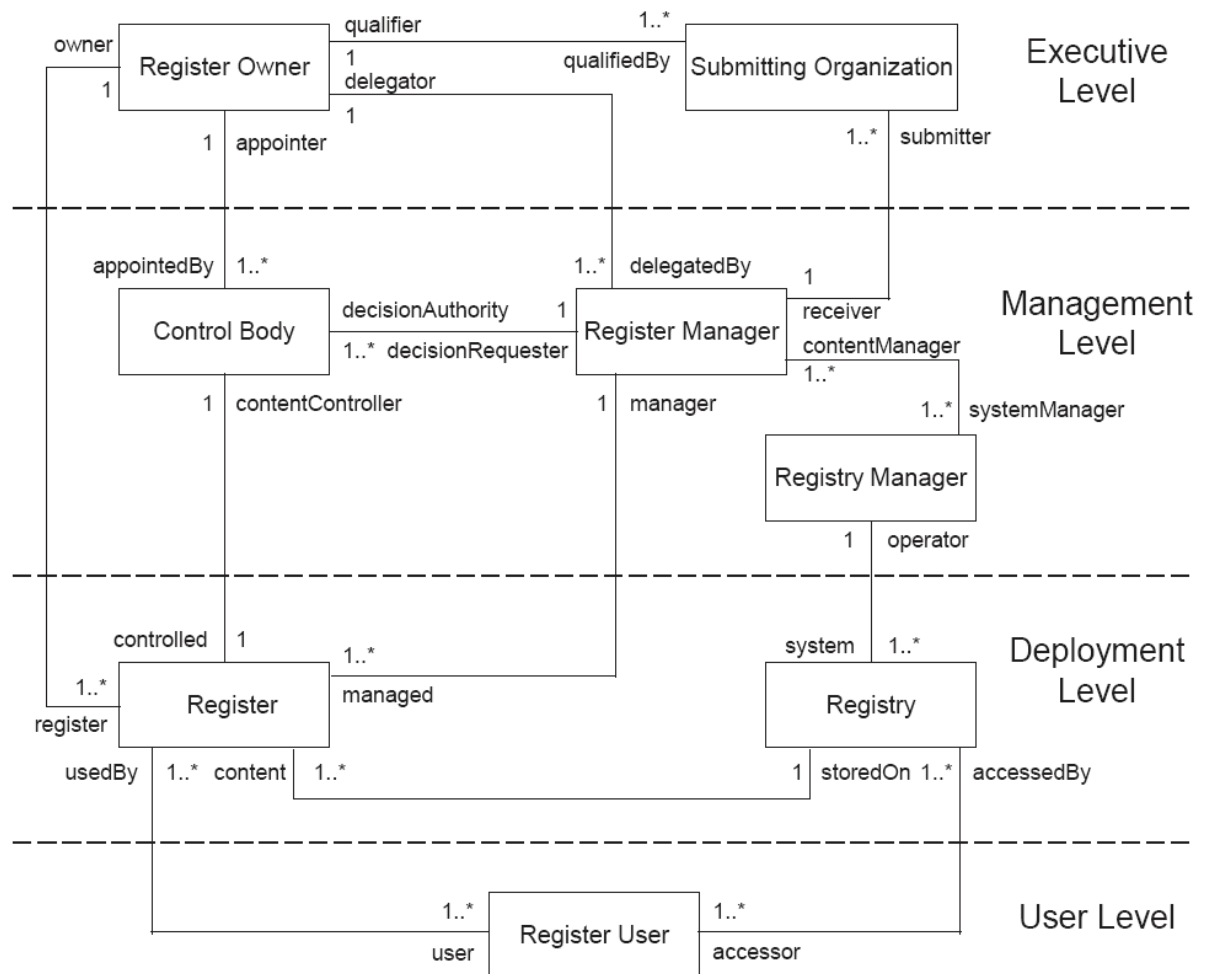 qualifier
1..*
owner
1
qualifiedBy
Executive
Level
Register Owner
Submitting Organization
1
delegator
1
1
appointer
1..*
submitter
appointedBy
1..*
1..*
delegatedBy
1
receiver
Management
Level
Control Body
decisionAuthority
1
Register Manager
1..*
decisionRequester
contentManager
1..*
1
contentController
1
manager
1..*
systemManager
Registry Manager
1
operator
controlled
1
1..*
managed
system
1..*
Deployment
Level
1..*
register
Register
Registry
usedBy
1..*
content
1..*
1
storedOn
1..*
accessedBy
1..*
user
Register User
1..*
accessor
User Level